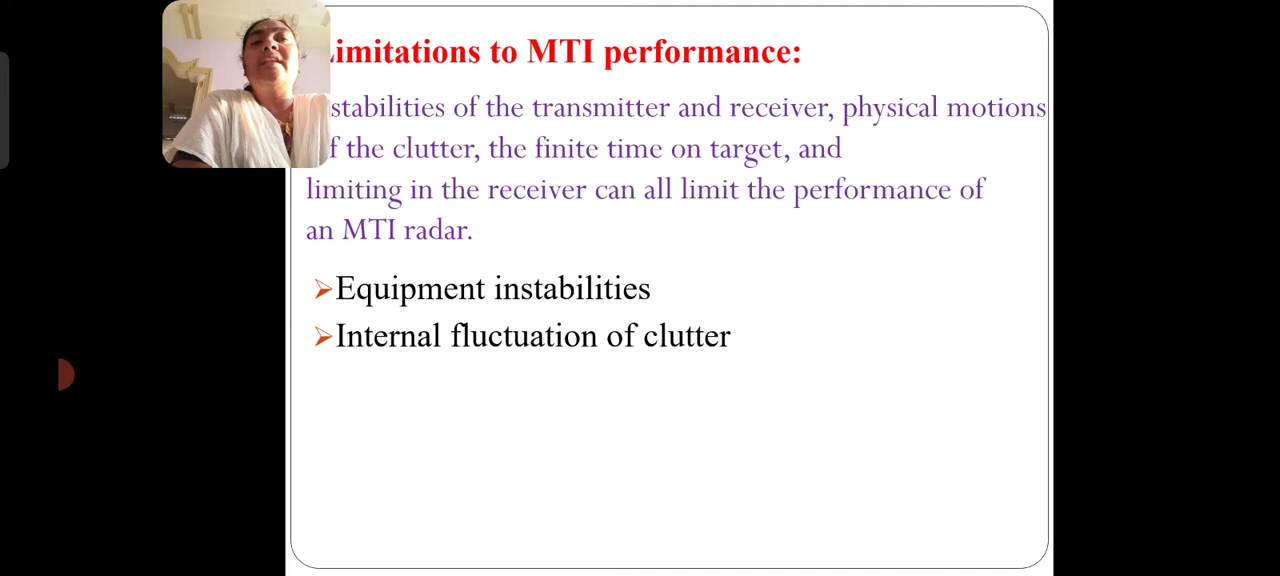 Limitations to MTI performance:
stabilities of the transmitter and receiver, physical motions
f the clutter, the finite time on target, and
limiting in the receiver can all limit the performance of
an MTI radar.
Equipment instabilities
Internal fluctuation of clutter